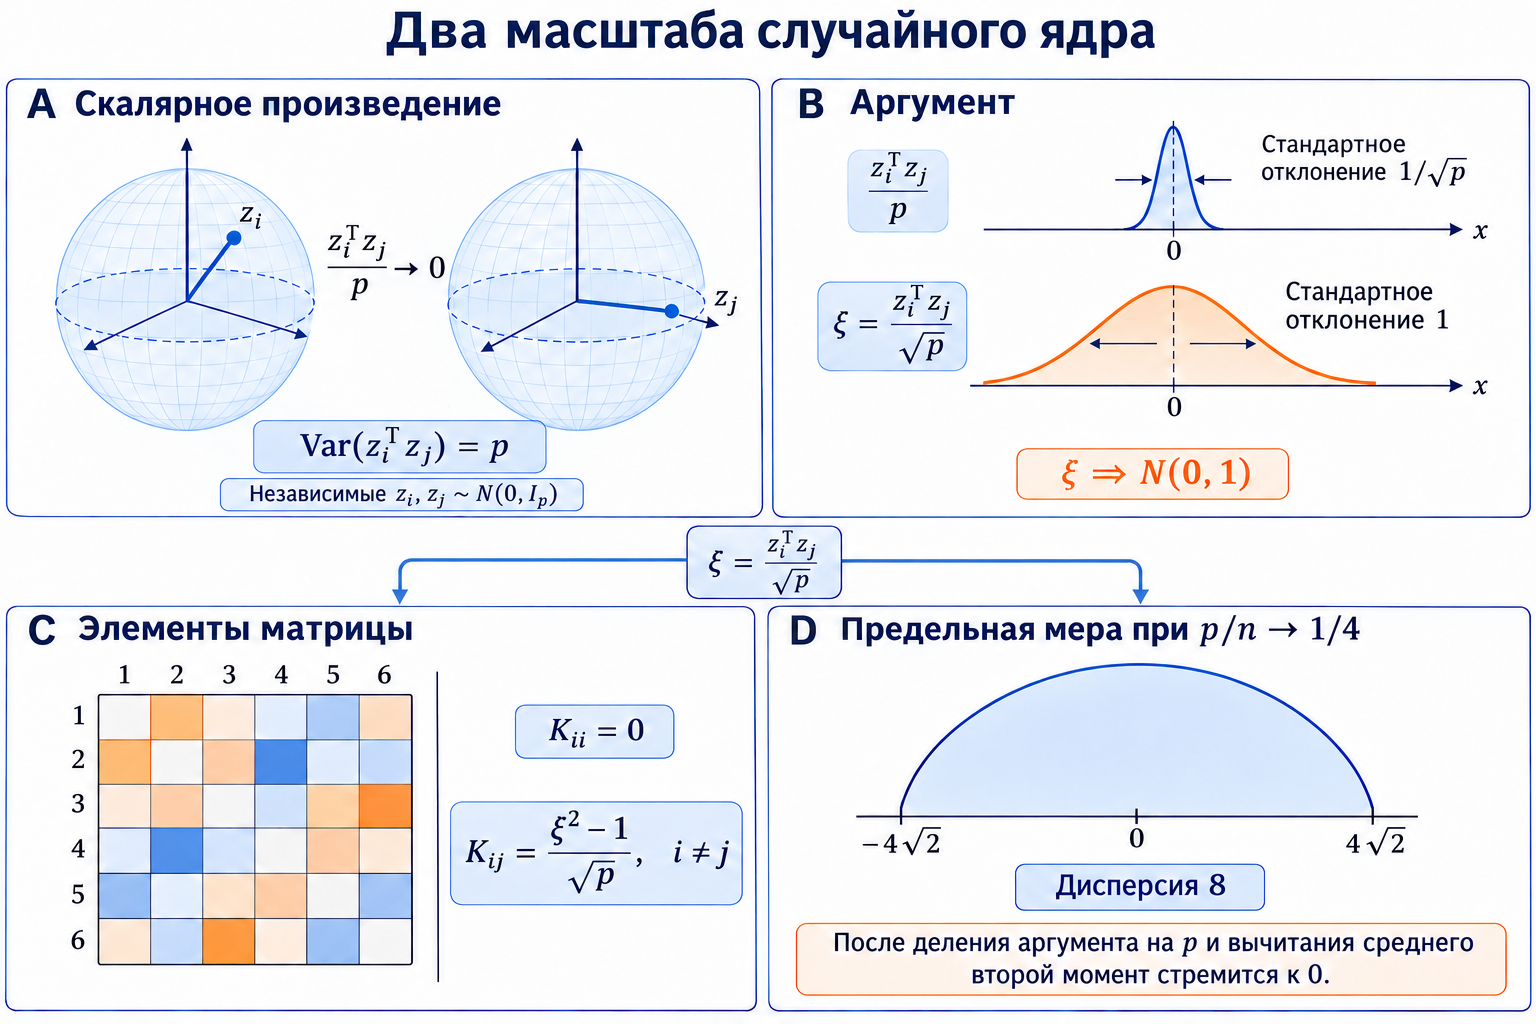 Два масштаба случайного ядра
A Скалярное произведение
z_i
z_i^T z_j / p → 0
z_j
Var(z_i^T z_j) = p
Независимые z_i, z_j ~ N(0, I_p)
B Аргумент
z_i^T z_j / p
Стандартное
отклонение 1/√p
x
0
ξ = z_i^T z_j / √p
Стандартное
отклонение 1
x
0
ξ ⇒ N(0, 1)
ξ = z_i^T z_j / √p
C Элементы матрицы
1 2 3 4 5 6
1
2
3
4
5
6
K_ii = 0
K_ij = (ξ² − 1) / √p, i ≠ j
D Предельная мера при p/n → 1/4
−4√2 0 4√2
Дисперсия 8
После деления аргумента на p и вычитания среднего
второй момент стремится к 0.